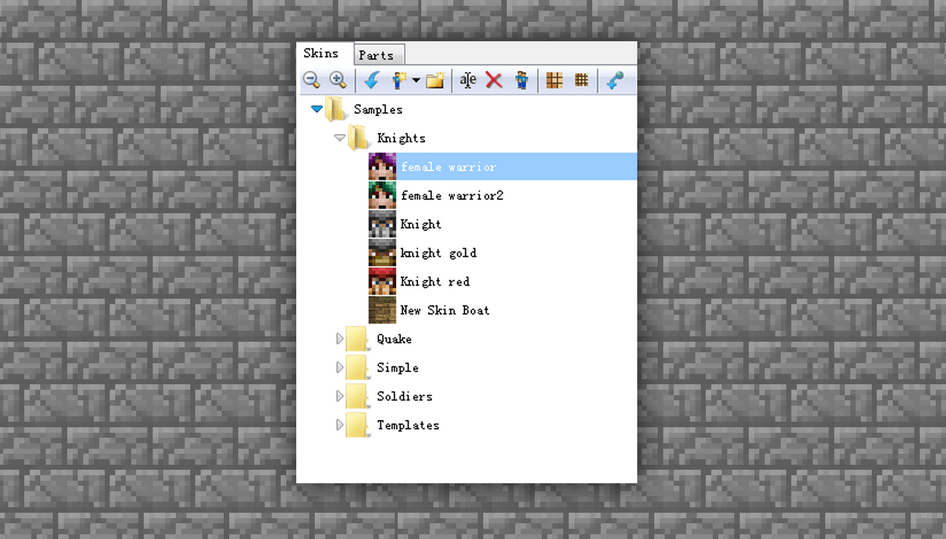 Skins
Parts
aIe
Samples
Knights
female warrior
female warrior2
Knight
knight gold
Knight red
New Skin Boat
Quake
Simple
Soldiers
Templates